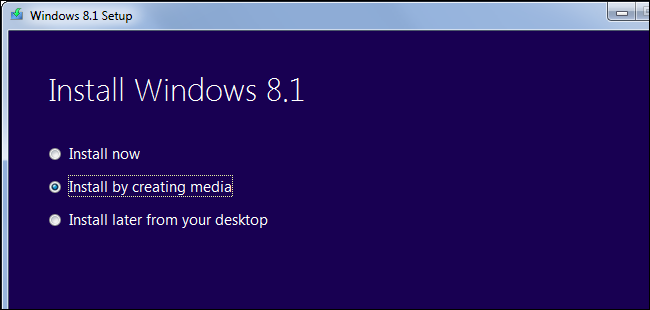 Windows 8.1 Setup
Install Windows 8.1
Install now
Install by creating media
Install later from your desktop